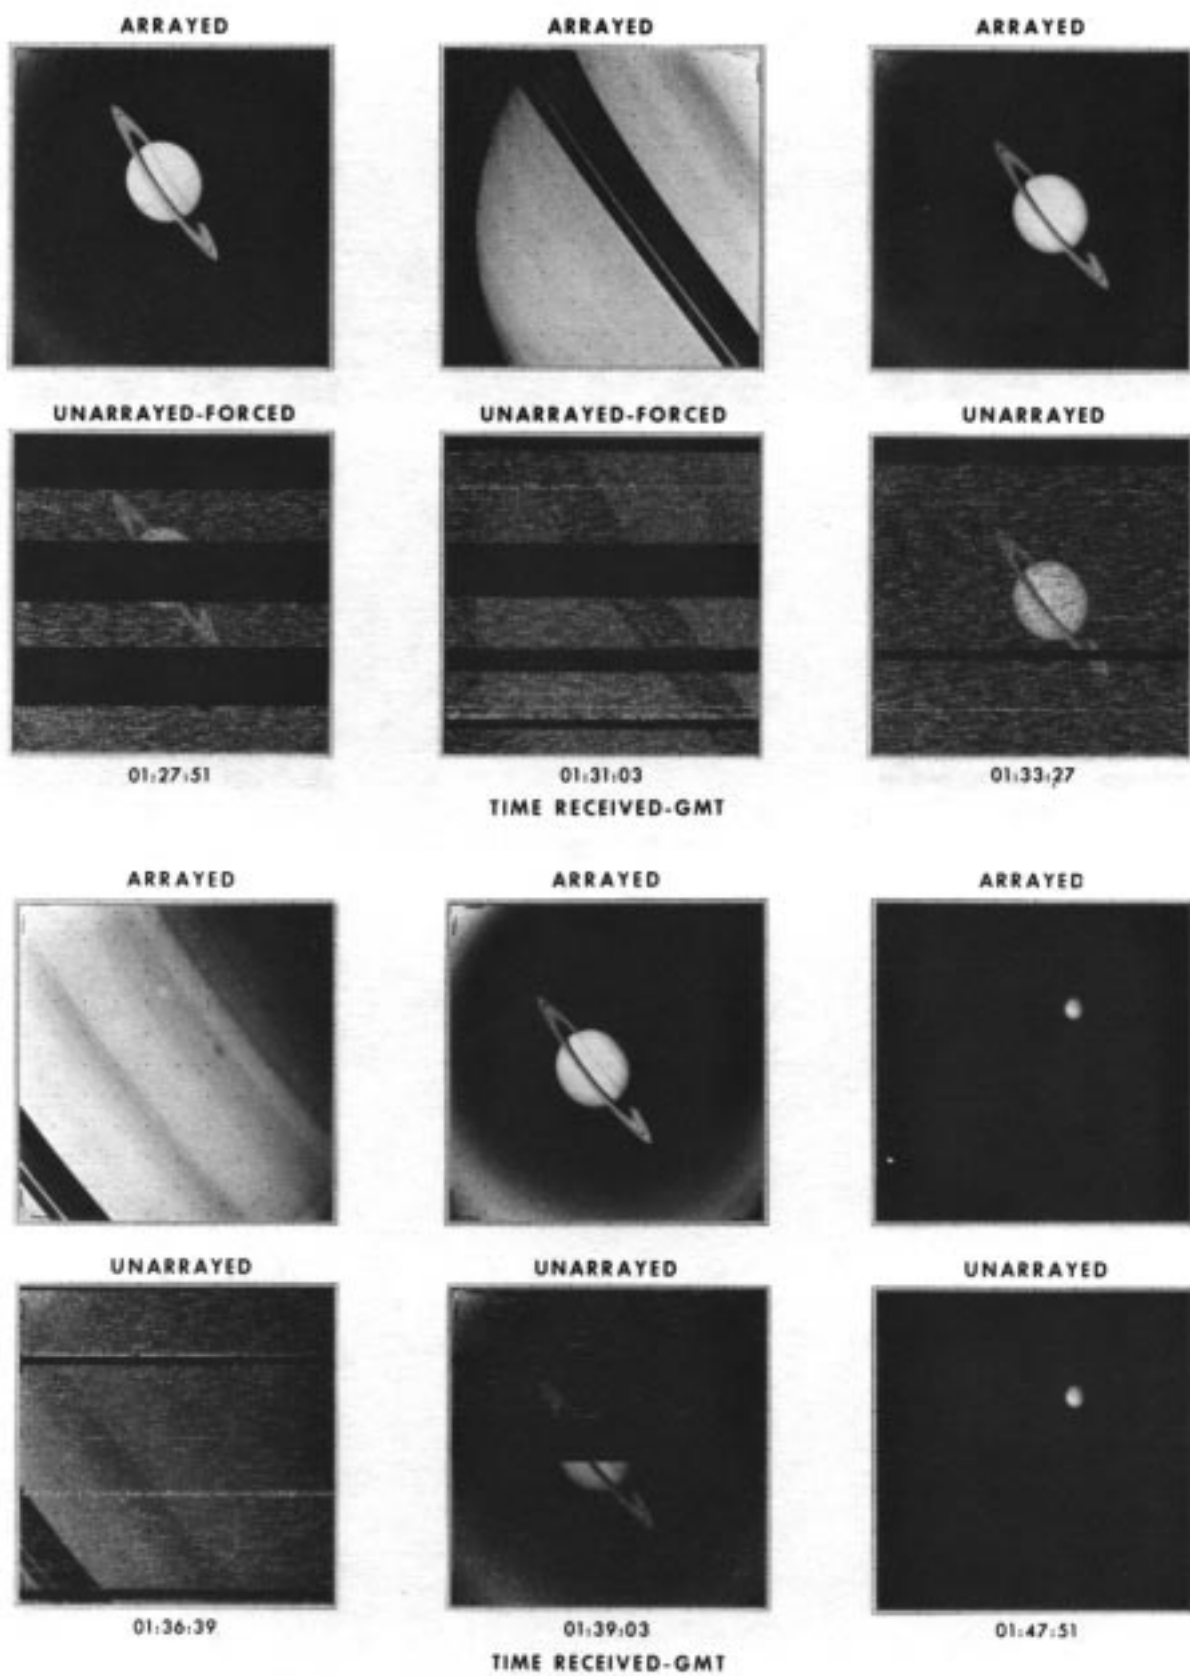 ARRAYED ARRAYED ARRAYED
UNARRAYED-FORCED UNARRAYED-FORCED UNARRAYED
01:27:51 01:31:03 01:33:27
TIME RECEIVED-GMT
ARRAYED ARRAYED ARRAYED
UNARRAYED UNARRAYED UNARRAYED
01:36:39 01:39:03 01:47:51
TIME RECEIVED-GMT